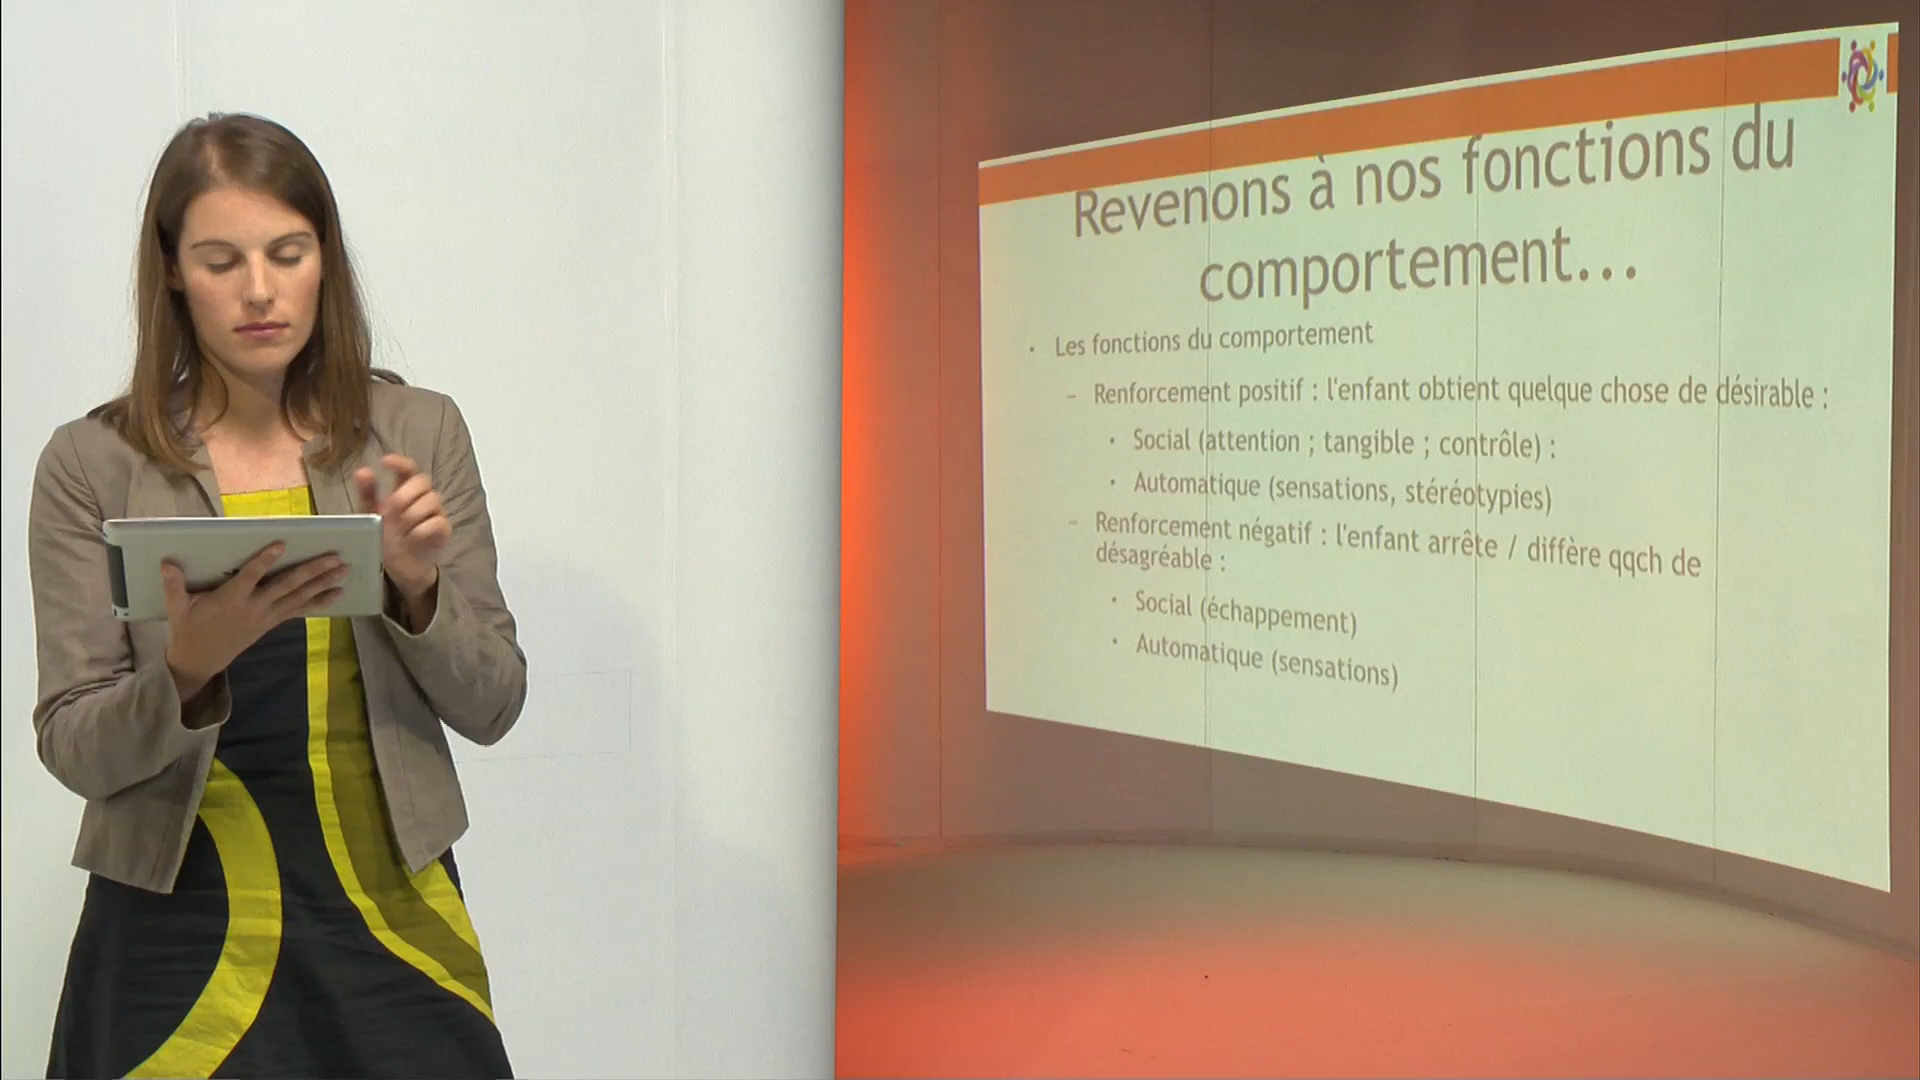 Revenons à nos fonctions du
comportement...
• Les fonctions du comportement
– Renforcement positif : l'enfant obtient quelque chose de désirable :
• Social (attention ; tangible ; contrôle) :
• Automatique (sensations, stéréotypies)
– Renforcement négatif : l'enfant arrête / diffère qqch de
désagréable :
• Social (échappement)
• Automatique (sensations)